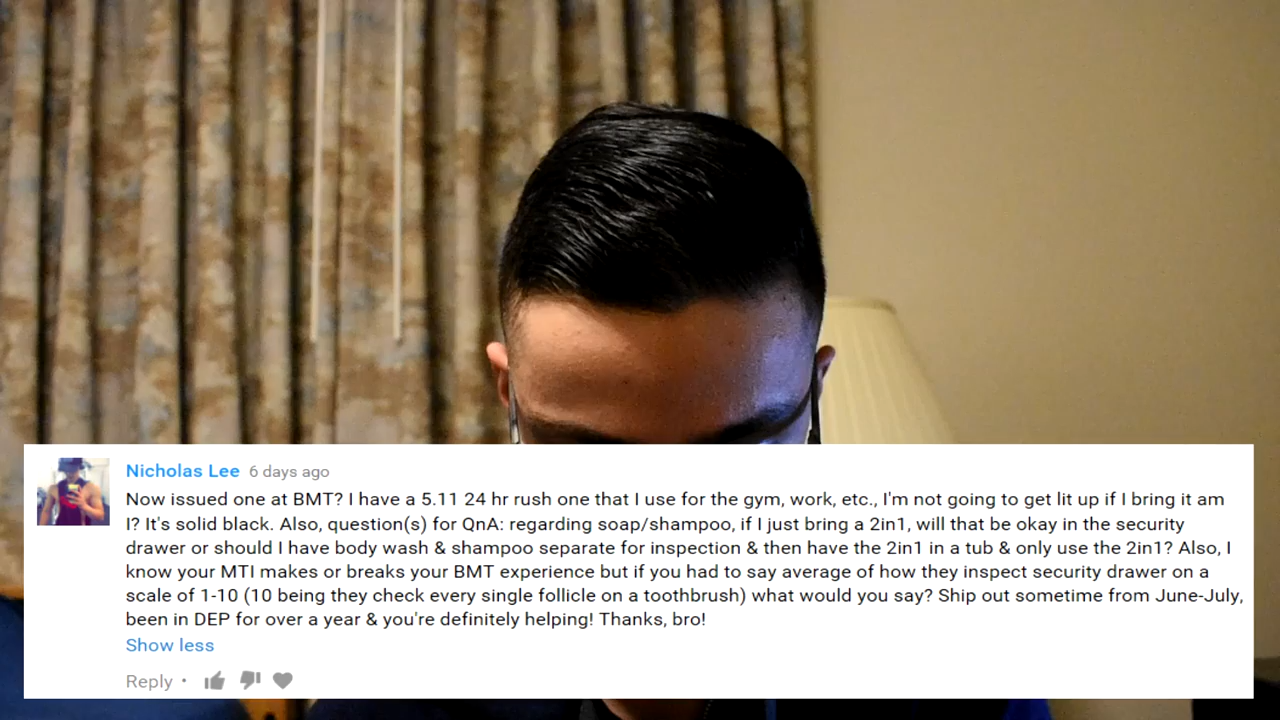 Nicholas Lee 6 days ago
Now issued one at BMT? I have a 5.11 24 hr rush one that I use for the gym, work, etc., I'm not going to get lit up if I bring it am
I? It's solid black. Also, question(s) for QnA: regarding soap/shampoo, if I just bring a 2in1, will that be okay in the security
drawer or should I have body wash & shampoo separate for inspection & then have the 2in1 in a tub & only use the 2in1? Also, I
know your MTI makes or breaks your BMT experience but if you had to say average of how they inspect security drawer on a
scale of 1-10 (10 being they check every single follicle on a toothbrush) what would you say? Ship out sometime from June-July,
been in DEP for over a year & you're definitely helping! Thanks, bro!
Show less
Reply •